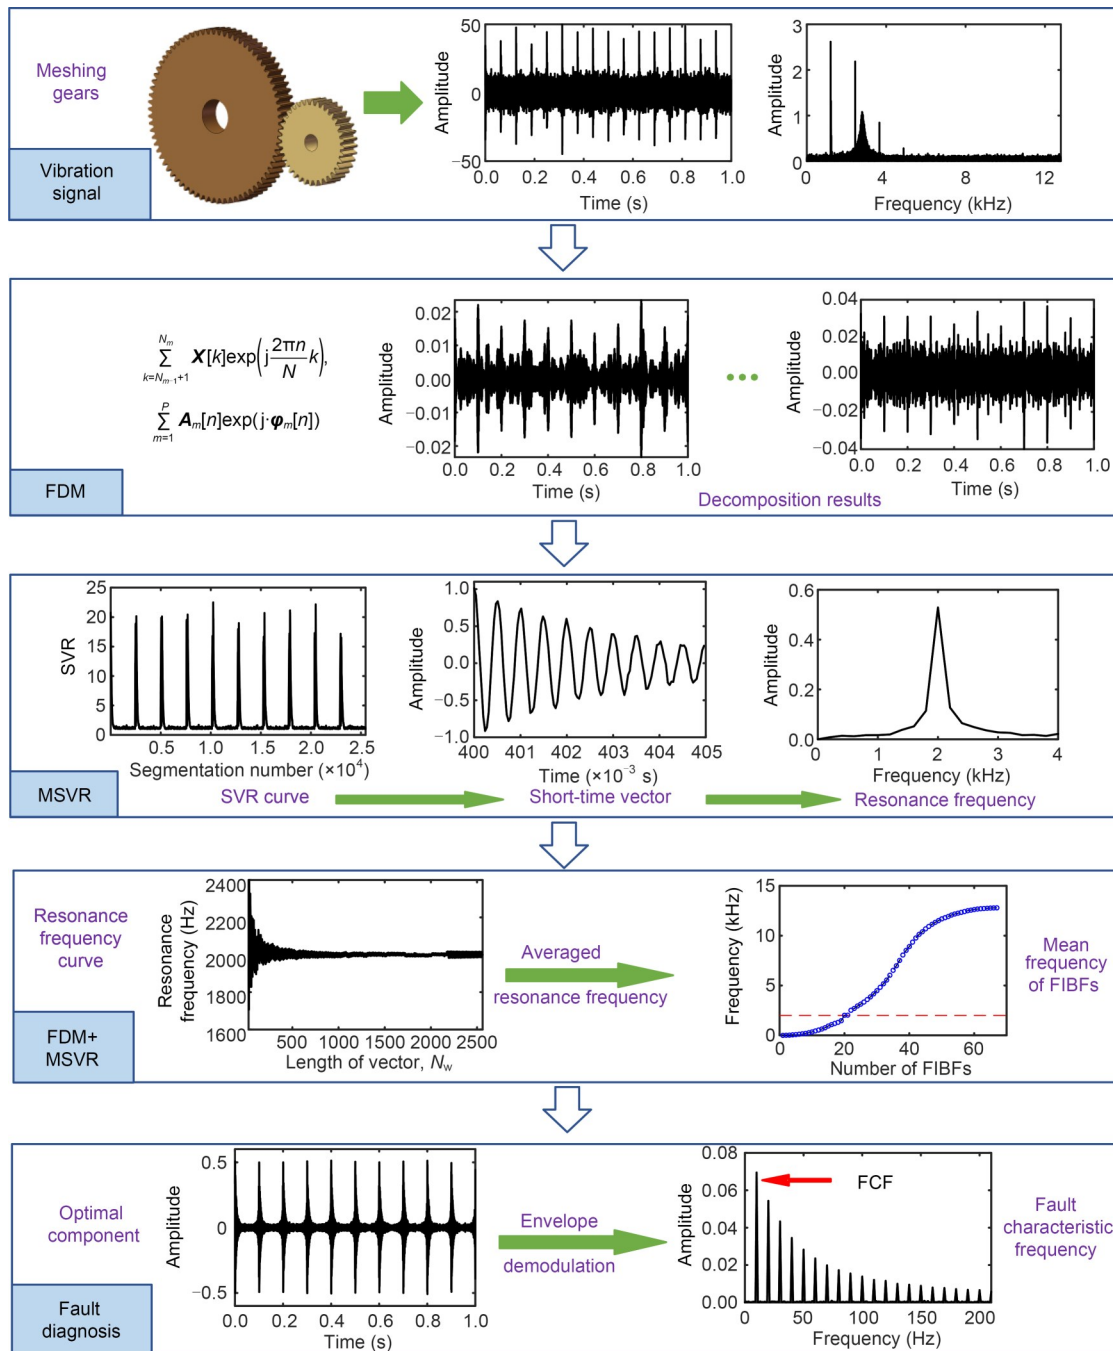 Meshing
gears
Vibration
signal
Amplitude
50
0
−50
0.0 0.2 0.4 0.6 0.8 1.0
Time (s)
Amplitude
3
2
1
0
0 4 8 12
Frequency (kHz)
∑ k=Nm−1+1 Nm X[k]exp(j 2πn/N k),
∑ m=1 P Am[n]exp(j·φm[n])
FDM
Amplitude
0.02
0.01
0.00
−0.01
−0.02
0.0 0.2 0.4 0.6 0.8 1.0
Time (s)
Amplitude
0.04
0.02
0.00
−0.02
−0.04
0.0 0.2 0.4 0.6 0.8 1.0
Time (s)
Decomposition results
SVR
25
20
15
10
5
0
0.5 1.0 1.5 2.0 2.5
Segmentation number (×10⁴)
Amplitude
1.0
0.5
0.0
−0.5
−1.0
400 401 402 403 404 405
Time (×10⁻³ s)
Amplitude
0.6
0.3
0.0
0 1 2 3 4
Frequency (kHz)
MSVR
SVR curve
Short-time vector
Resonance frequency
Resonance
frequency
curve
FDM+
MSVR
Resonance
frequency (Hz)
2400
2200
2000
1800
1600
500 1000 1500 2000 2500
Length of vector, Nw
Averaged
resonance frequency
Frequency (kHz)
15
10
5
0
0 20 40 60
Number of FIBFs
Mean
frequency
of FIBFs
Optimal
component
Fault
diagnosis
Amplitude
0.5
0
−0.5
0.0 0.2 0.4 0.6 0.8 1.0
Time (s)
Envelope
demodulation
Amplitude
0.08
0.06
0.04
0.02
0.00
0 50 100 150 200
Frequency (Hz)
FCF
Fault
characteristic
frequency